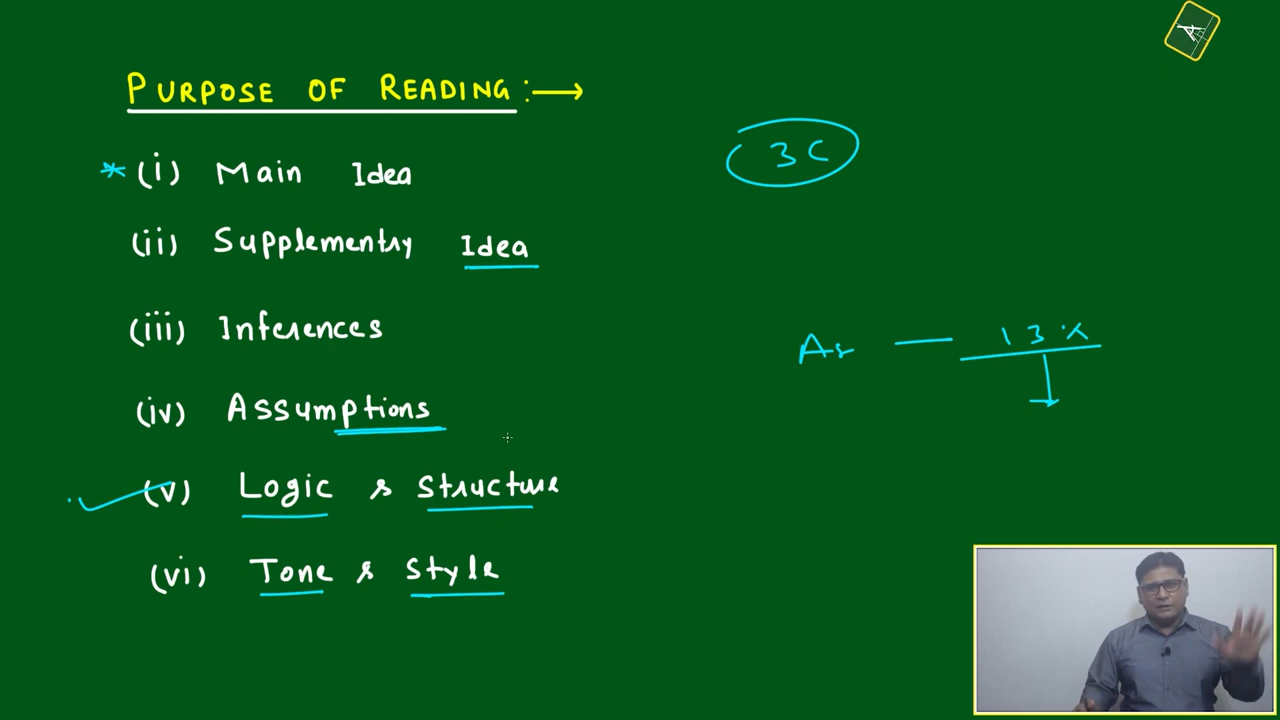 PURPOSE OF READING :→
* (i) Main Idea
(ii) Supplementry Idea
(iii) Inferences
(iv) Assumptions
(v) Logic & Structure
(vi) Tone & Style
3C
— 13%
A